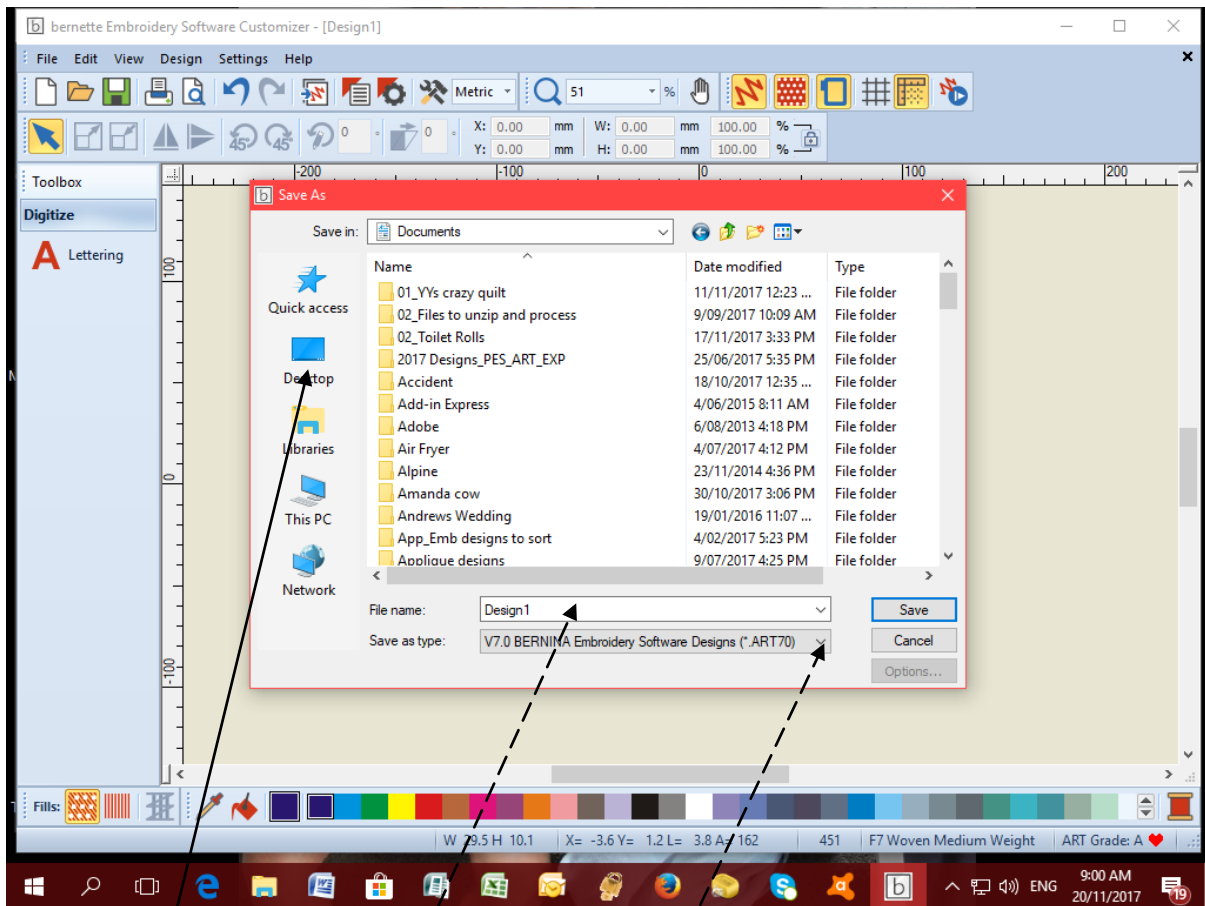 b bernette Embroidery Software Customizer - [Design1]
File Edit View Design Settings Help
Metric 51 %
0 ° 0 ° X: 0.00 mm W: 0.00 mm 100.00 %
Y: 0.00 mm H: 0.00 mm 100.00 %
45 45
Toolbox
-200 -100 0 100 200
Digitize
A Lettering
100
0
-100
b Save As
Save in: Documents
Name Date modified Type
Quick access
Desktop
Libraries
This PC
Network
01_YYs crazy quilt 11/11/2017 12:23 ... File folder
02_Files to unzip and process 9/09/2017 10:09 AM File folder
02_Toilet Rolls 17/11/2017 3:33 PM File folder
2017 Designs_PES_ART_EXP 25/06/2017 5:35 PM File folder
Accident 18/10/2017 12:35 ... File folder
Add-in Express 4/06/2015 8:11 AM File folder
Adobe 6/08/2013 4:18 PM File folder
Air Fryer 4/07/2017 4:12 PM File folder
Alpine 23/11/2014 4:36 PM File folder
Amanda cow 30/10/2017 3:06 PM File folder
Andrews Wedding 19/01/2016 11:07 ... File folder
App_Emb designs to sort 4/02/2017 5:23 PM File folder
Applique designs 9/07/2017 4:25 PM File folder
File name: Design1 Save
Save as type: V7.0 BERNINA Embroidery Software Designs (*.ART70) Cancel
Options...
Fills:
W 29.5 H 10.1 X= -3.6 Y= 1.2 L= 3.8 A= 162 451 F7 Woven Medium Weight ART Grade: A
ENG 9:00 AM
20/11/2017
19